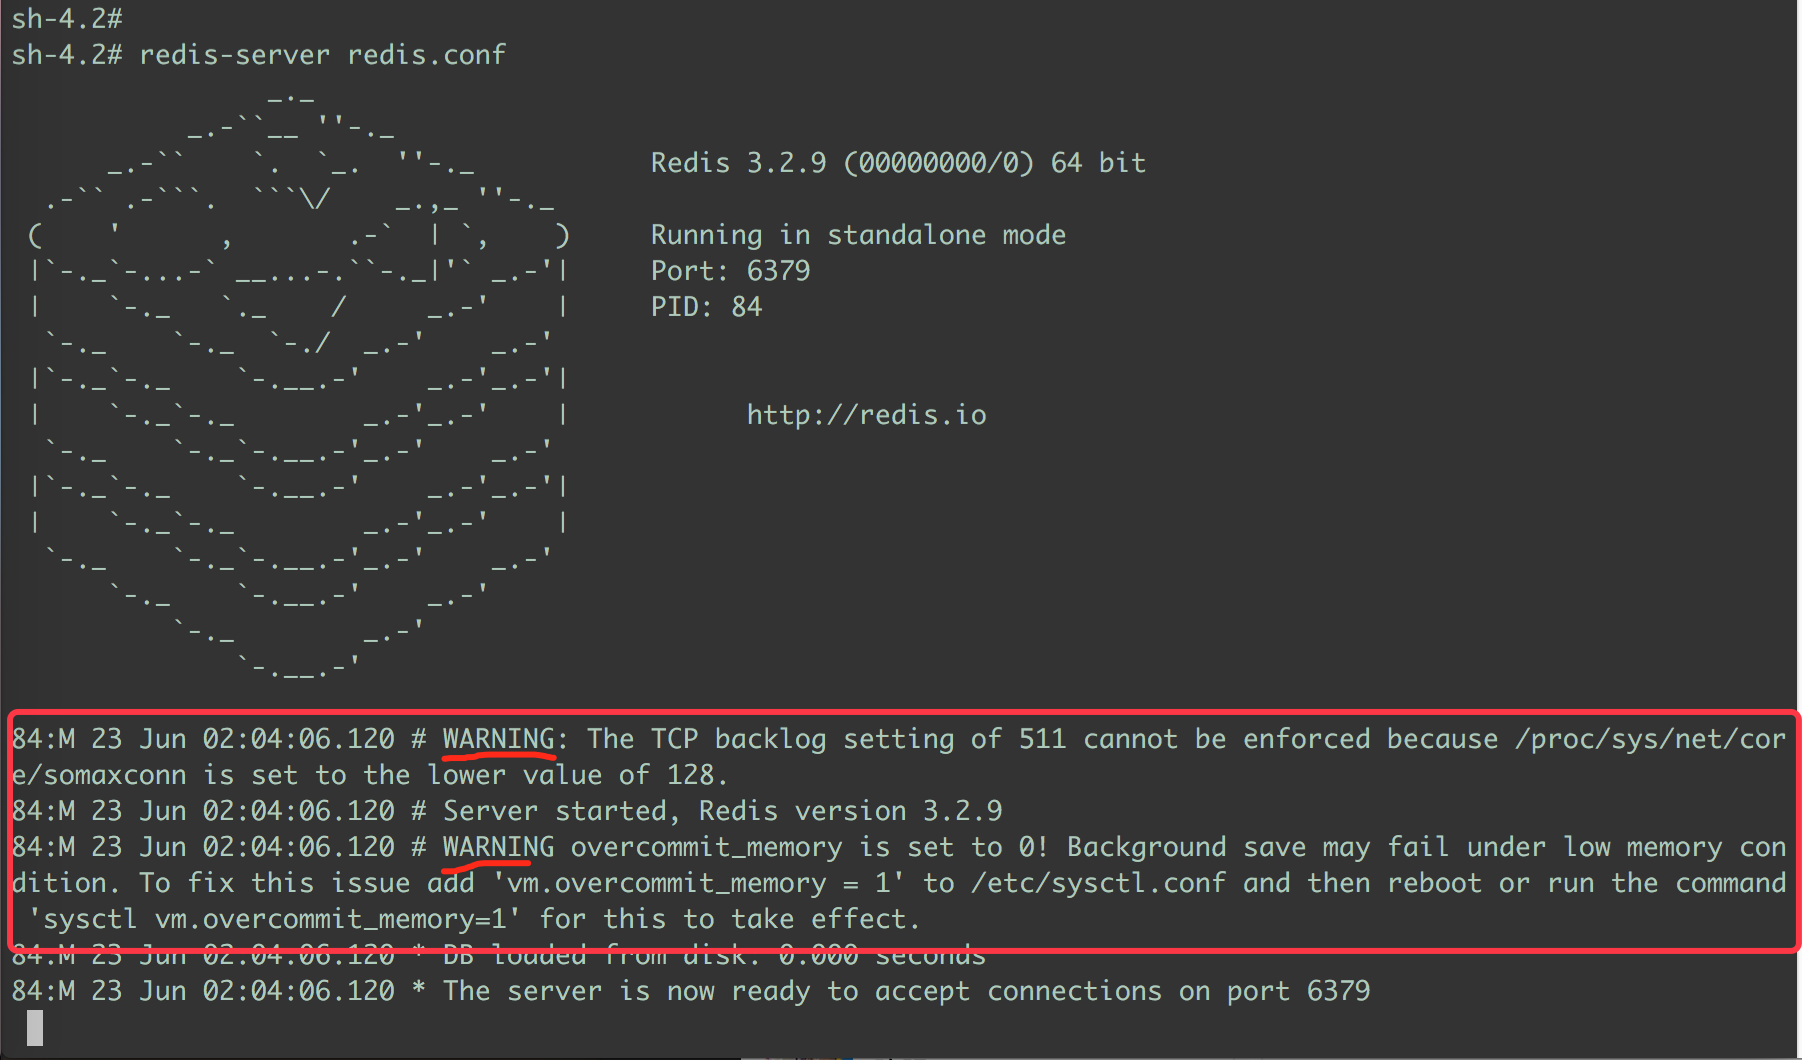 sh-4.2#
sh-4.2# redis-server redis.conf
Redis 3.2.9 (00000000/0) 64 bit
Running in standalone mode
Port: 6379
PID: 84
http://redis.io
84:M 23 Jun 02:04:06.120 # WARNING: The TCP backlog setting of 511 cannot be enforced because /proc/sys/net/cor
e/somaxconn is set to the lower value of 128.
84:M 23 Jun 02:04:06.120 # Server started, Redis version 3.2.9
84:M 23 Jun 02:04:06.120 # WARNING overcommit_memory is set to 0! Background save may fail under low memory con
dition. To fix this issue add 'vm.overcommit_memory = 1' to /etc/sysctl.conf and then reboot or run the command
 'sysctl vm.overcommit_memory=1' for this to take effect.
84:M 23 Jun 02:04:06.120 * DB loaded from disk: 0.000 seconds
84:M 23 Jun 02:04:06.120 * The server is now ready to accept connections on port 6379